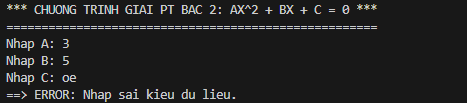 *** CHUONG TRINH GIAI PT BAC 2: AX^2 + BX + C = 0 ***
=====================================================
Nhap A: 3
Nhap B: 5
Nhap C: oe
==> ERROR: Nhap sai kieu du lieu.